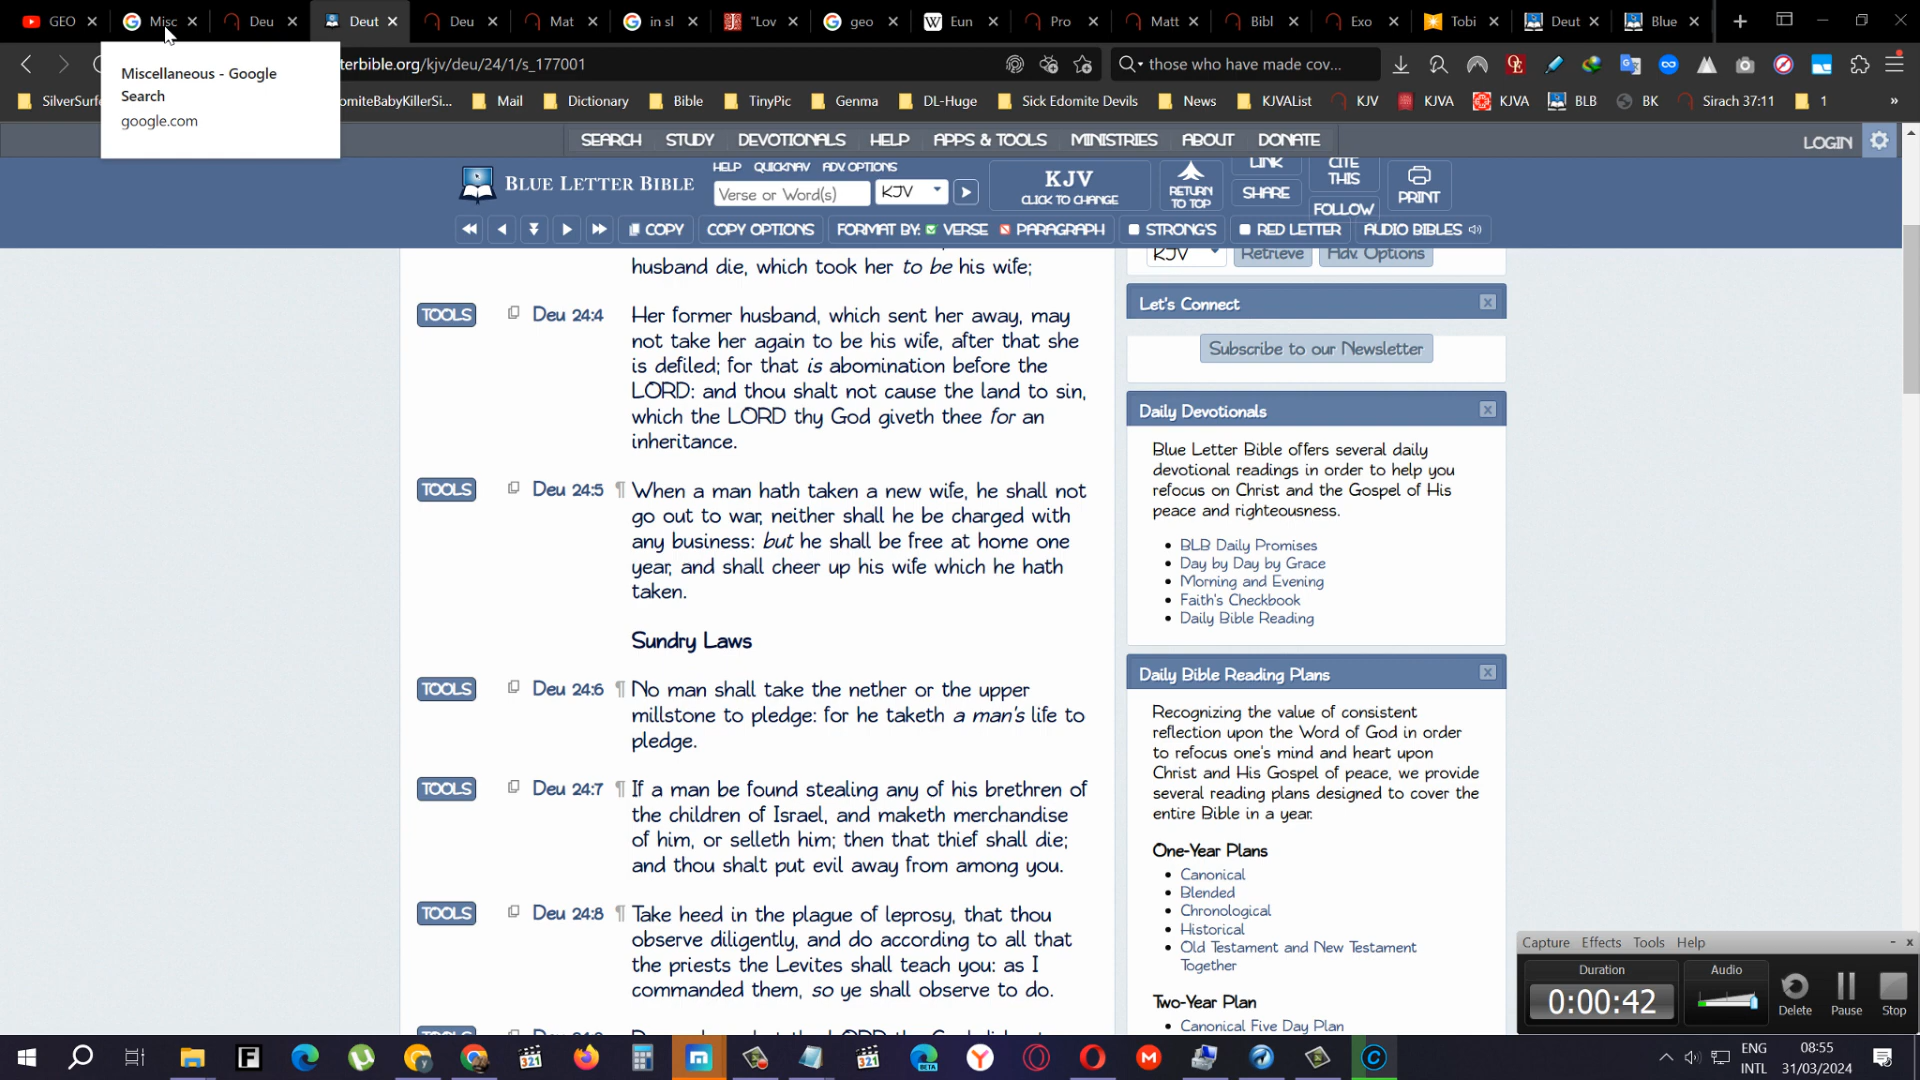 GEO
Misc
Deu
Deut
Deu
Mat
in sl
"Lov
geo
Eun
Pro
Matt
Bibl
Exo
Tobi
Deut
Blue
Miscellaneous - Google
Search
google.com
terbible.org/kjv/deu/24/1/s_177001
those who have made cov...
SilverSurfe
omiteBabyKillerSi...
Mail
Dictionary
Bible
TinyPic
Genma
DL-Huge
Sick Edomite Devils
News
KJVAList
KJV
KJVA
KJVA
BLB
BK
Sirach 37:11
1
»
SEARCH STUDY DEVOTIONALS HELP APPS & TOOLS MINISTRIES ABOUT DONATE
LOGIN
BLUE LETTER BIBLE
HELP QUICKNAV ADV OPTIONS
Verse or Word(s)
KJV
KJV
CLICK TO CHANGE
RETURN
TO TOP
LINK
SHARE
CITE
THIS
FOLLOW
PRINT
COPY
COPY OPTIONS
FORMAT BY: VERSE PARAGRAPH
STRONG'S
RED LETTER
AUDIO BIBLES
husband die, which took her to be his wife;
TOOLS
Deu 24:4
Her former husband, which sent her away, may
not take her again to be his wife, after that she
is defiled; for that is abomination before the
LORD: and thou shalt not cause the land to sin,
which the LORD thy God giveth thee for an
inheritance.
TOOLS
Deu 24:5
¶ When a man hath taken a new wife, he shall not
go out to war, neither shall he be charged with
any business: but he shall be free at home one
year, and shall cheer up his wife which he hath
taken.
Sundry Laws
TOOLS
Deu 24:6
¶ No man shall take the nether or the upper
millstone to pledge: for he taketh a man's life to
pledge.
TOOLS
Deu 24:7
¶ If a man be found stealing any of his brethren of
the children of Israel, and maketh merchandise
of him, or selleth him; then that thief shall die;
and thou shalt put evil away from among you.
TOOLS
Deu 24:8
¶ Take heed in the plague of leprosy, that thou
observe diligently, and do according to all that
the priests the Levites shall teach you: as I
commanded them, so ye shall observe to do.
KJV
Retrieve
Adv. Options
Let's Connect
Subscribe to our Newsletter
Daily Devotionals
Blue Letter Bible offers several daily
devotional readings in order to help you
refocus on Christ and the Gospel of His
peace and righteousness.
• BLB Daily Promises
• Day by Day by Grace
• Morning and Evening
• Faith's Checkbook
• Daily Bible Reading
Daily Bible Reading Plans
Recognizing the value of consistent
reflection upon the Word of God in order
to refocus one's mind and heart upon
Christ and His Gospel of peace, we provide
several reading plans designed to cover the
entire Bible in a year.
One-Year Plans
• Canonical
• Blended
• Chronological
• Historical
• Old Testament and New Testament
Together
Two-Year Plan
• Canonical Five Day Plan
Capture Effects Tools Help
Duration
0:00:42
Audio
Delete
Pause
Stop
ENG
INTL
08:55
31/03/2024